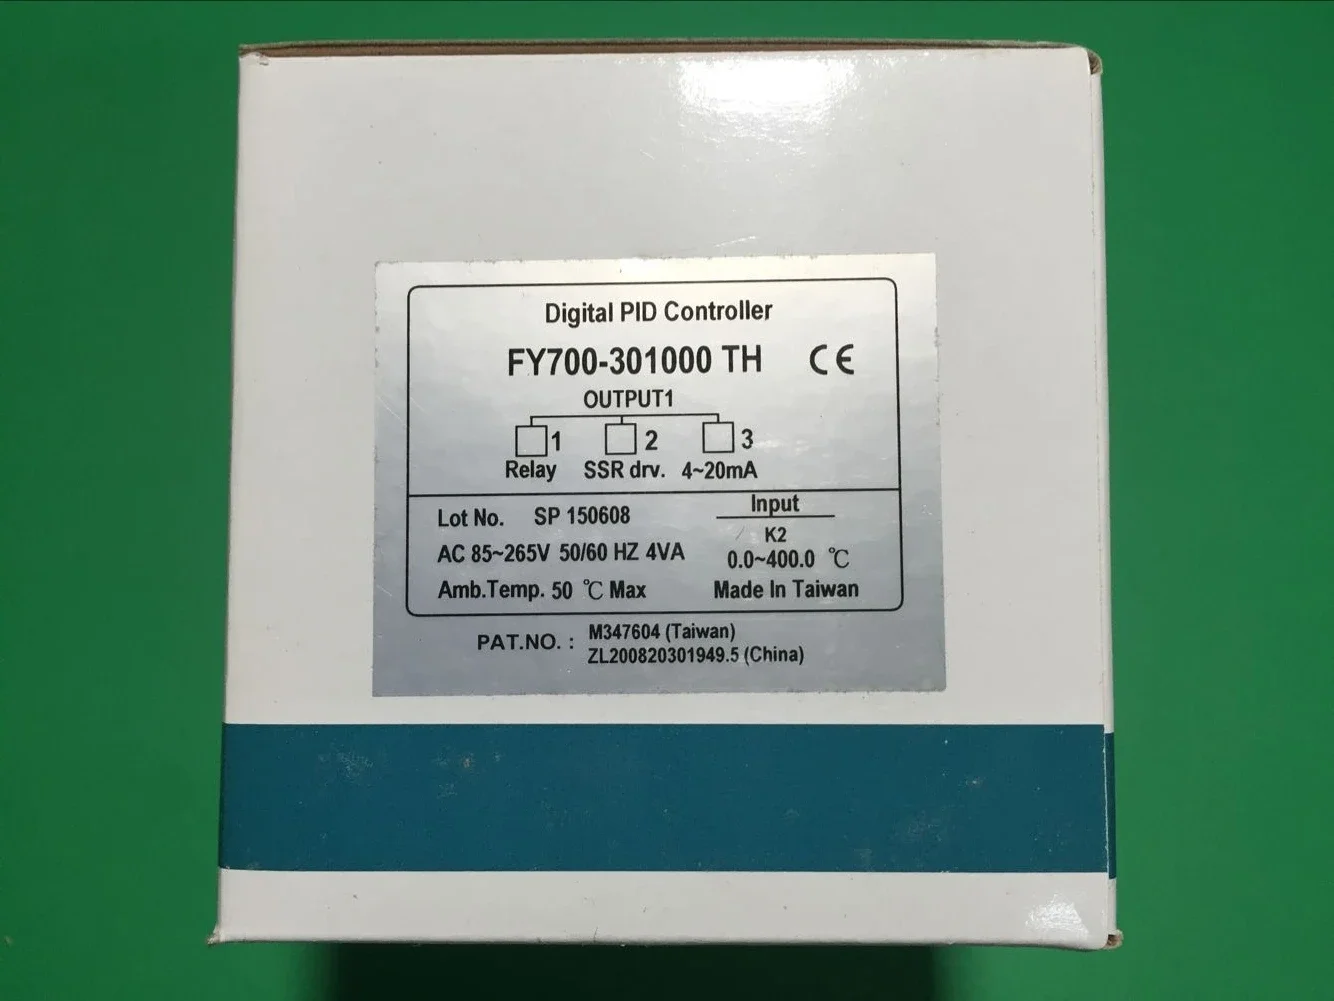 Digital PID Controller
FY700-301000 TH CE
OUTPUT1
1 2 3
Relay SSR drv. 4~20mA
Lot No. SP 150608
Input
K2
AC 85~265V 50/60 HZ 4VA
0.0~400.0 ℃
Amb.Temp. 50 ℃ Max
Made In Taiwan
PAT.NO. : M347604 (Taiwan)
ZL200820301949.5 (China)